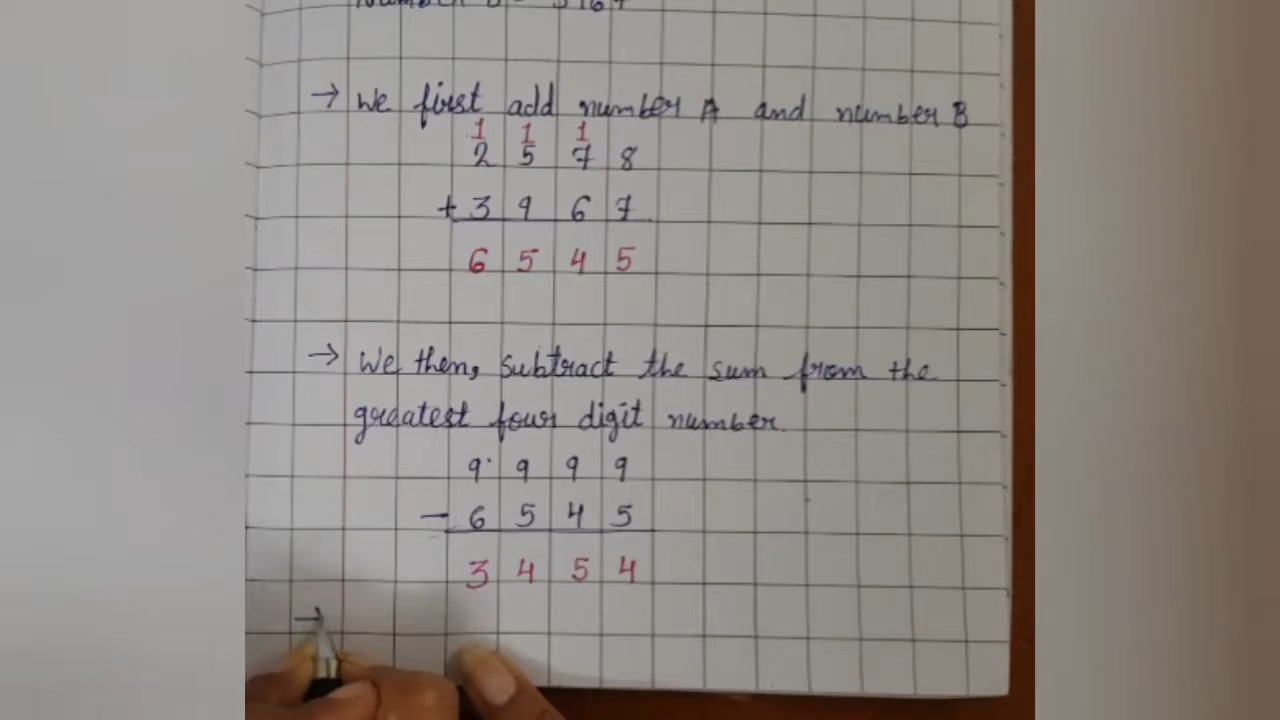 → We first add number A and number B
1 1 1
2 5 7 8
+ 3 9 6 7
6 5 4 5
→ We then, subtract the sum from the
greatest four digit number.
9 9 9 9
- 6 5 4 5
3 4 5 4
→